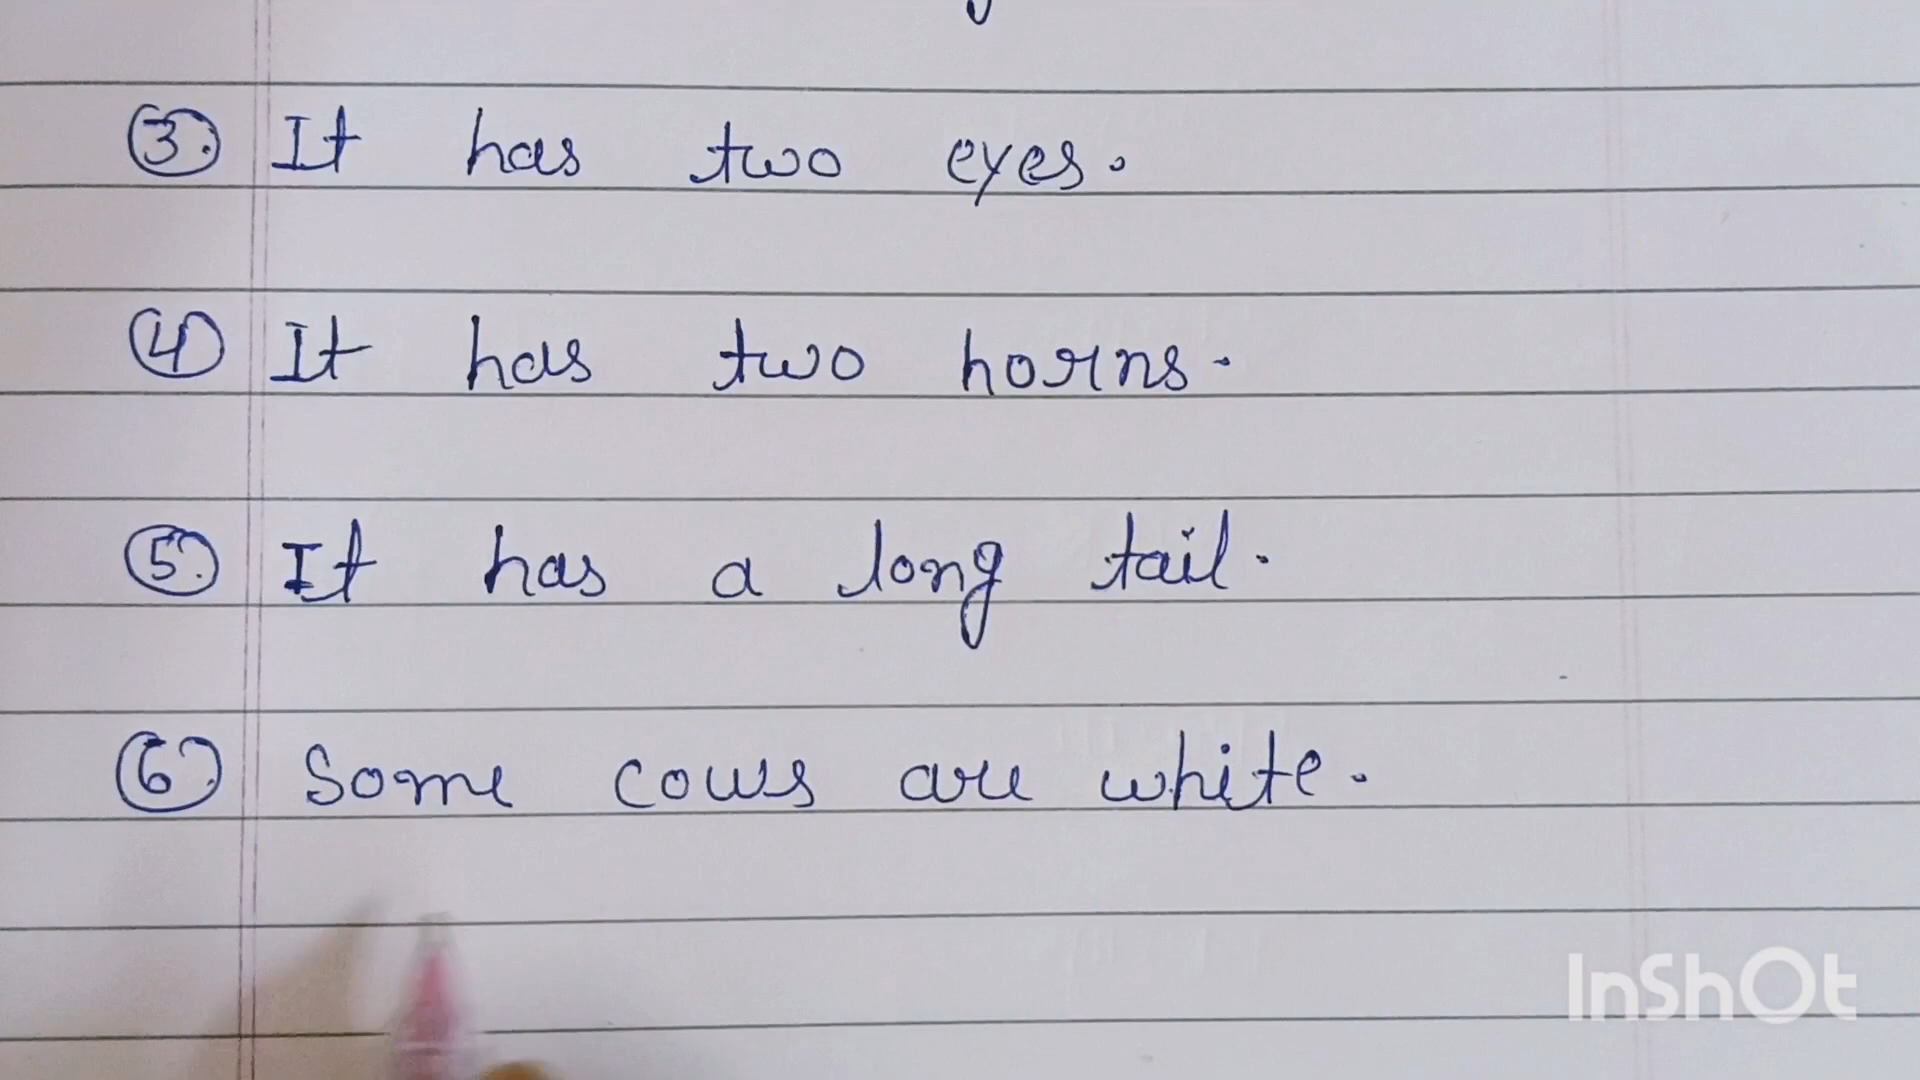 3. It has two eyes.
4 It has two horns.
5. It has a long tail.
6. Some cows are white.
InShOt